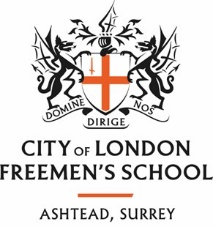 DOMINE DIRIGE NOS
CITY OF LONDON
FREEMEN'S SCHOOL
ASHTEAD, SURREY